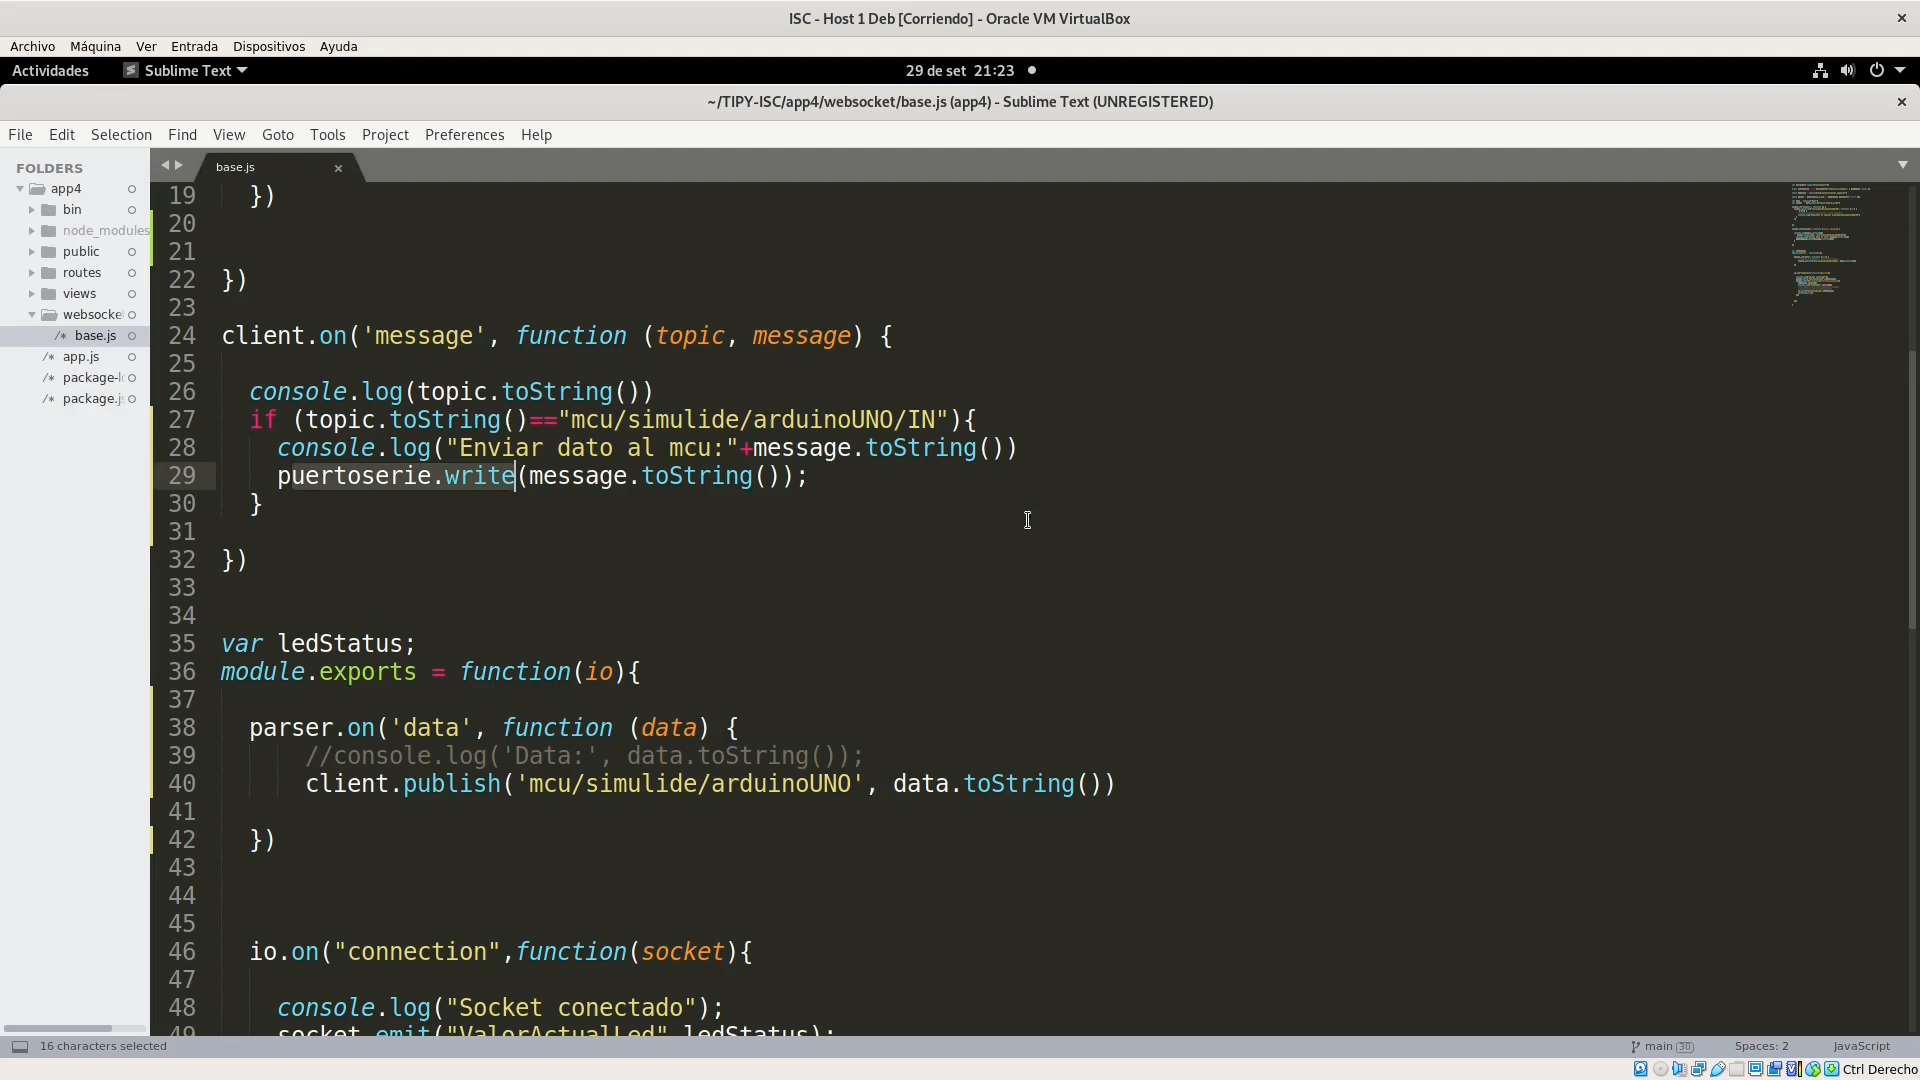 ISC - Host 1 Deb [Corriendo] - Oracle VM VirtualBox
Archivo Máquina Ver Entrada Dispositivos Ayuda
Actividades Sublime Text 29 de set 21:23
~/TIPY-ISC/app4/websocket/base.js (app4) - Sublime Text (UNREGISTERED)
File Edit Selection Find View Goto Tools Project Preferences Help
FOLDERS
app4
bin
node_modules
public
routes
views
websocke
base.js
app.js
package-l
package.j
base.js
19 })
20
21
22 })
23
24 client.on('message', function (topic, message) {
25
26 console.log(topic.toString())
27 if (topic.toString()=="mcu/simulide/arduinoUNO/IN"){
28 console.log("Enviar dato al mcu:"+message.toString())
29 puertoserie.write(message.toString());
30 }
31
32 })
33
34
35 var ledStatus;
36 module.exports = function(io){
37
38 parser.on('data', function (data) {
39 //console.log('Data:', data.toString());
40 client.publish('mcu/simulide/arduinoUNO', data.toString())
41
42 })
43
44
45
46 io.on("connection",function(socket){
47
48 console.log("Socket conectado");
49 socket.emit("ValorActualLed",ledStatus);
16 characters selected main 30 Spaces: 2 JavaScript
Ctrl Derecho